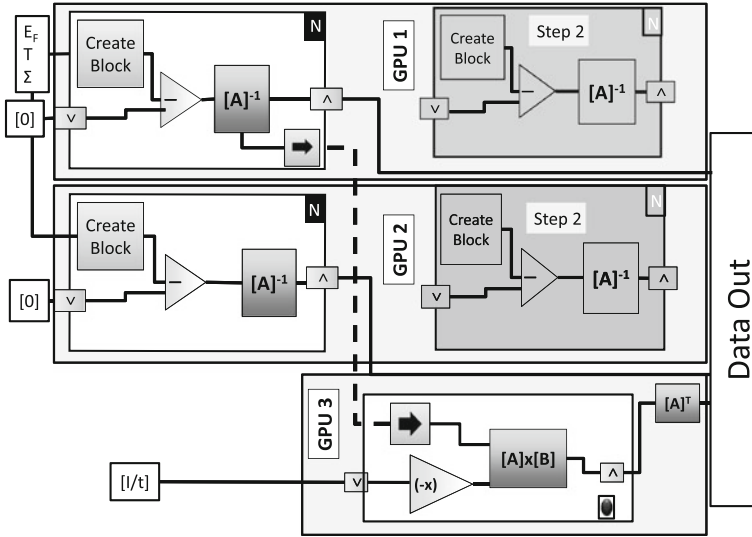 E_F
T
Σ
Create
Block
N
GPU 1
Create
Block
Step 2
N
−
[A]⁻¹
−
[A]⁻¹
[0]
>
<
>
<
Create
Block
N
GPU 2
Create
Block
Step 2
N
−
[A]⁻¹
−
[A]⁻¹
[0]
>
<
>
<
Data Out
GPU 3
[A]ᵀ
[A]x[B]
[I/t]
>
(-x)
<